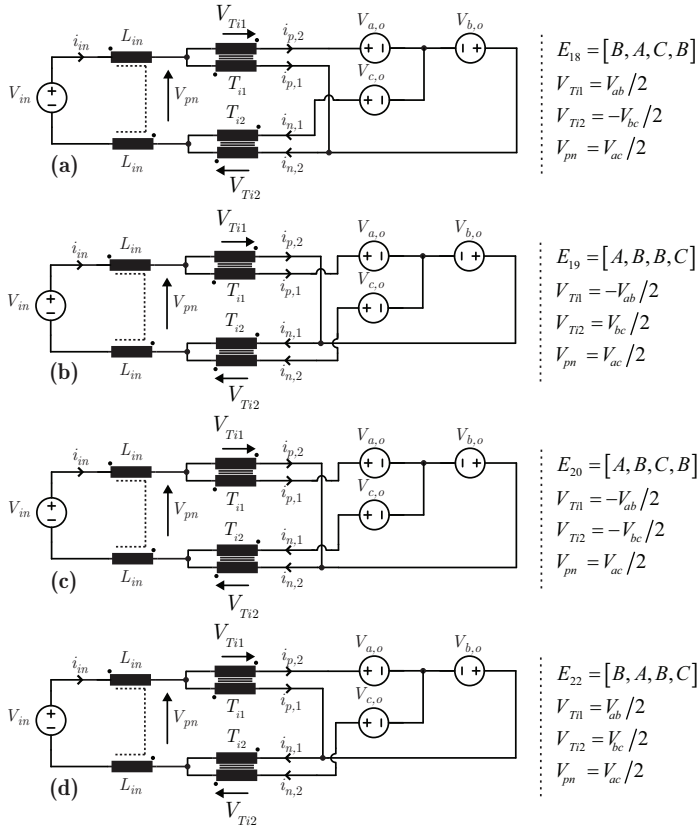 V_{Ti1}
i_{in} L_{in} i_{p,2} V_{a,o} V_{b,o}
V_{in} V_{pn} T_{i1} i_{p,1} V_{c,o}
T_{i2} i_{n,1}
(a) L_{in} i_{n,2}
V_{Ti2}
E_{18} = [B, A, C, B]
V_{Ti1} = V_{ab}/2
V_{Ti2} = -V_{bc}/2
V_{pn} = V_{ac}/2
V_{Ti1}
i_{in} L_{in} i_{p,2} V_{a,o} V_{b,o}
V_{in} V_{pn} T_{i1} i_{p,1} V_{c,o}
T_{i2} i_{n,1}
(b) L_{in} i_{n,2}
V_{Ti2}
E_{19} = [A, B, B, C]
V_{Ti1} = -V_{ab}/2
V_{Ti2} = V_{bc}/2
V_{pn} = V_{ac}/2
V_{Ti1}
i_{in} L_{in} i_{p,2} V_{a,o} V_{b,o}
V_{in} V_{pn} T_{i1} i_{p,1} V_{c,o}
T_{i2} i_{n,1}
(c) L_{in} i_{n,2}
V_{Ti2}
E_{20} = [A, B, C, B]
V_{Ti1} = -V_{ab}/2
V_{Ti2} = -V_{bc}/2
V_{pn} = V_{ac}/2
V_{Ti1}
i_{in} L_{in} i_{p,2} V_{a,o} V_{b,o}
V_{in} V_{pn} T_{i1} i_{p,1} V_{c,o}
T_{i2} i_{n,1}
(d) L_{in} i_{n,2}
V_{Ti2}
E_{22} = [B, A, B, C]
V_{Ti1} = V_{ab}/2
V_{Ti2} = V_{bc}/2
V_{pn} = V_{ac}/2